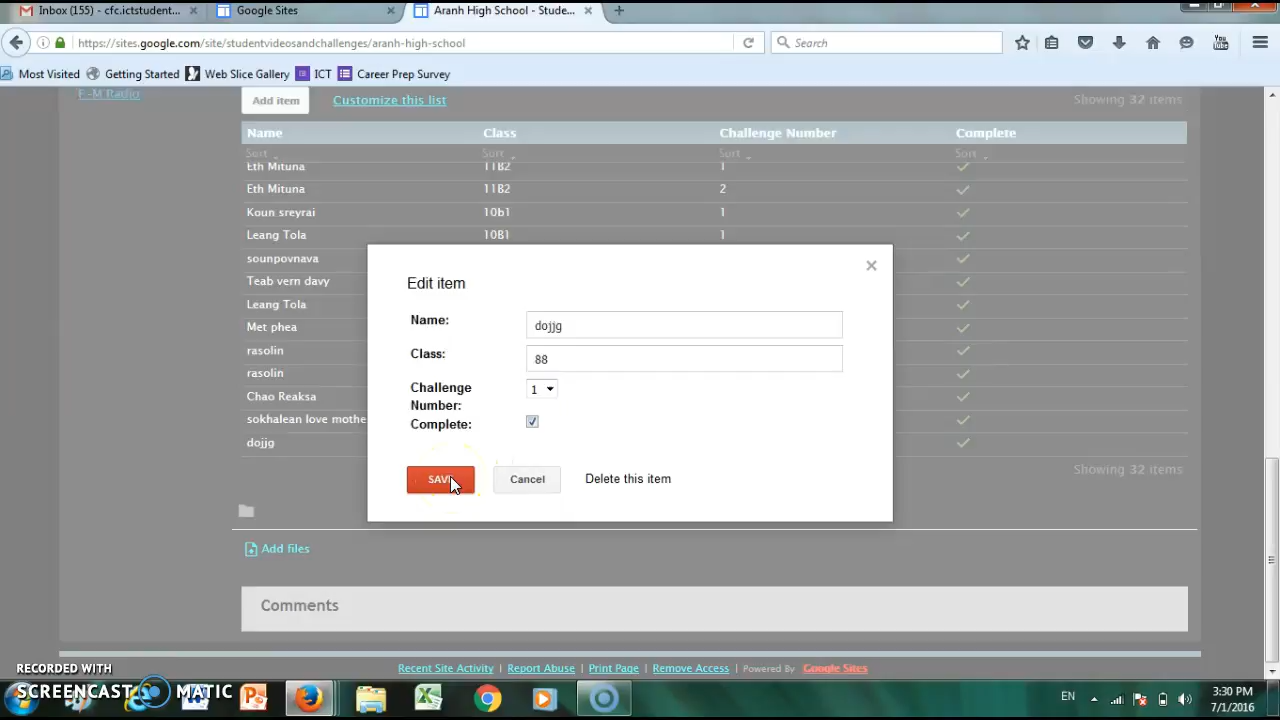 Inbox (155) - cfc.ictstudent... × Google Sites × Aranh High School - Stude... × +
https://sites.google.com/site/studentvideosandchallenges/aranh-high-school Search
Most Visited Getting Started Web Slice Gallery ICT Career Prep Survey
F-M Radio Add item Customize this list Showing 32 items
Name Class Challenge Number Complete
Sort Sort Sort Sort
Eth Mituna 11B2 1
Eth Mituna 11B2 2
Koun sreyrai 10b1 1
Leang Tola 10B1 1
sounpovnava
Teab vern davy
Leang Tola
Met phea
rasolin
rasolin
Chao Reaksa
sokhalean love mothe
dojjg
Showing 32 items
Edit item
Name: dojjg
Class: 88
Challenge Number: 1
Complete:
SAVE Cancel Delete this item
Add files
Comments
Recent Site Activity | Report Abuse | Print Page | Remove Access | Powered By Google Sites
RECORDED WITH
SCREENCAST MATIC
EN 3:30 PM
7/1/2016